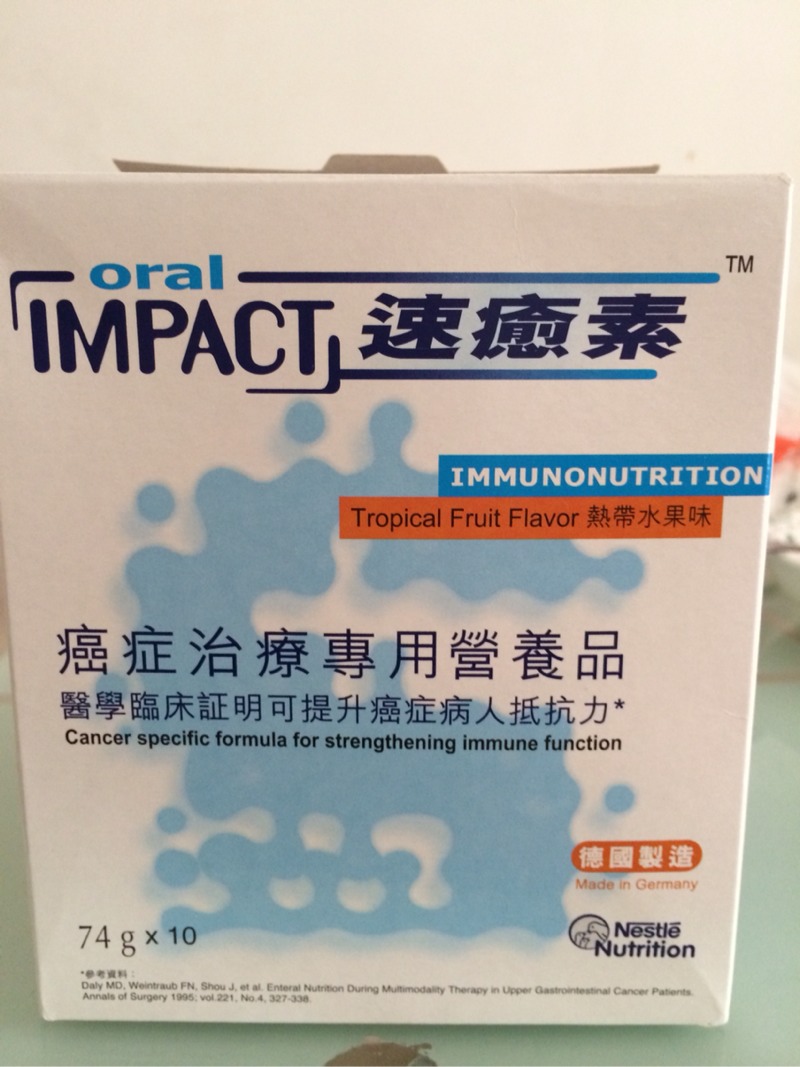 oral
IMPACT 速癒素 TM
IMMUNONUTRITION
Tropical Fruit Flavor 熱帶水果味
癌症治療專用營養品
醫學臨床証明可提升癌症病人抵抗力*
Cancer specific formula for strengthening immune function
德國製造
Made in Germany
74 g x 10
Nestlé
Nutrition
*參考資料：
Daly MD, Weintraub FN, Shou J, et al. Enteral Nutrition During Multimodality Therapy in Upper Gastrointestinal Cancer Patients.
Annals of Surgery 1995; vol.221, No.4, 327-338.